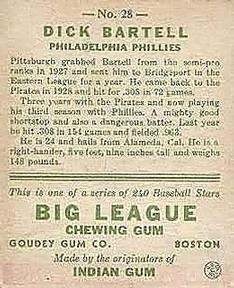 — No. 28 —
DICK BARTELL
PHILADELPHIA PHILLIES
Pittsburgh grabbed Bartell from the semi-pro
ranks in 1927 and sent him to Bridgeport in the
Eastern League for a year. He came back to the
Pirates in 1928 and hit for .305 in 72 games.
Three years with the Pirates and now playing
his third season with Phillies. A mighty good
shortstop and also a dangerous batter. Last year
he hit .308 in 154 games and fielded .963.
He is 24 and hails from Alameda, Cal. He is a
right-hander, five feet, nine inches tall and weighs
148 pounds.
This is one of a series of 240 Baseball Stars
BIG LEAGUE
CHEWING GUM
GOUDEY GUM CO. BOSTON
Made by the originators of
INDIAN GUM